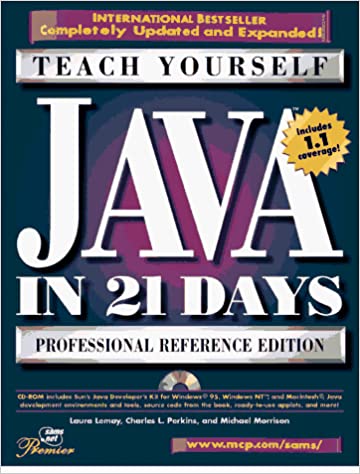 INTERNATIONAL BESTSELLER
Completely Updated and Expanded!
TEACH YOURSELF
JAVA™
Includes
1.1
coverage!
IN 21 DAYS
PROFESSIONAL REFERENCE EDITION
CD-ROM includes Sun's Java Developer's Kit for Windows® 95, Windows NT™, and Macintosh®; Java
development environments and tools, source code from the book, ready-to-use applets, and more!
Laura Lemay, Charles L. Perkins, and Michael Morrison
sams
net
Premier
www.mcp.com/sams/